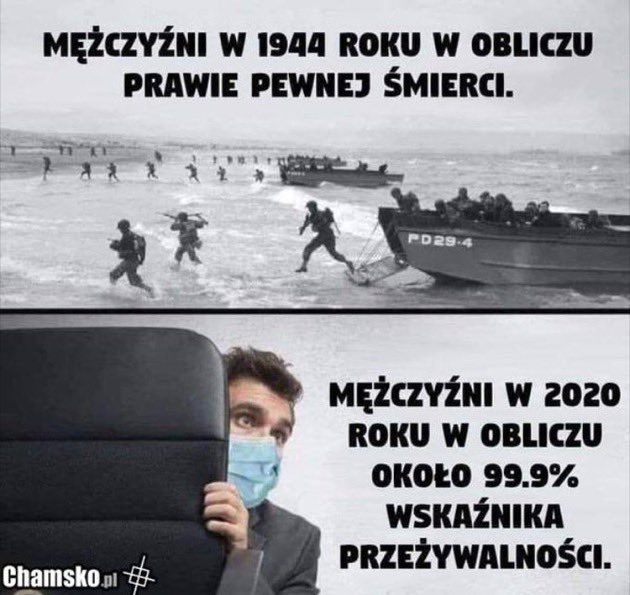 MĘŻCZYŹNI W 1944 ROKU W OBLICZU
PRAWIE PEWNEJ ŚMIERCI.
PD29-4
MĘŻCZYŹNI W 2020
ROKU W OBLICZU
OKOŁO 99.9%
WSKAŹNIKA
PRZEŻYWALNOŚCI.
Chamsko.pl